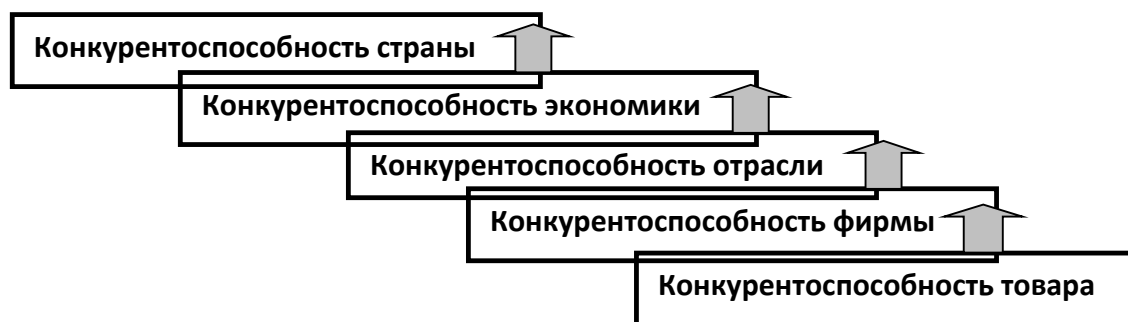 Конкурентоспособность страны
Конкурентоспособность экономики
Конкурентоспособность отрасли
Конкурентоспособность фирмы
Конкурентоспособность товара